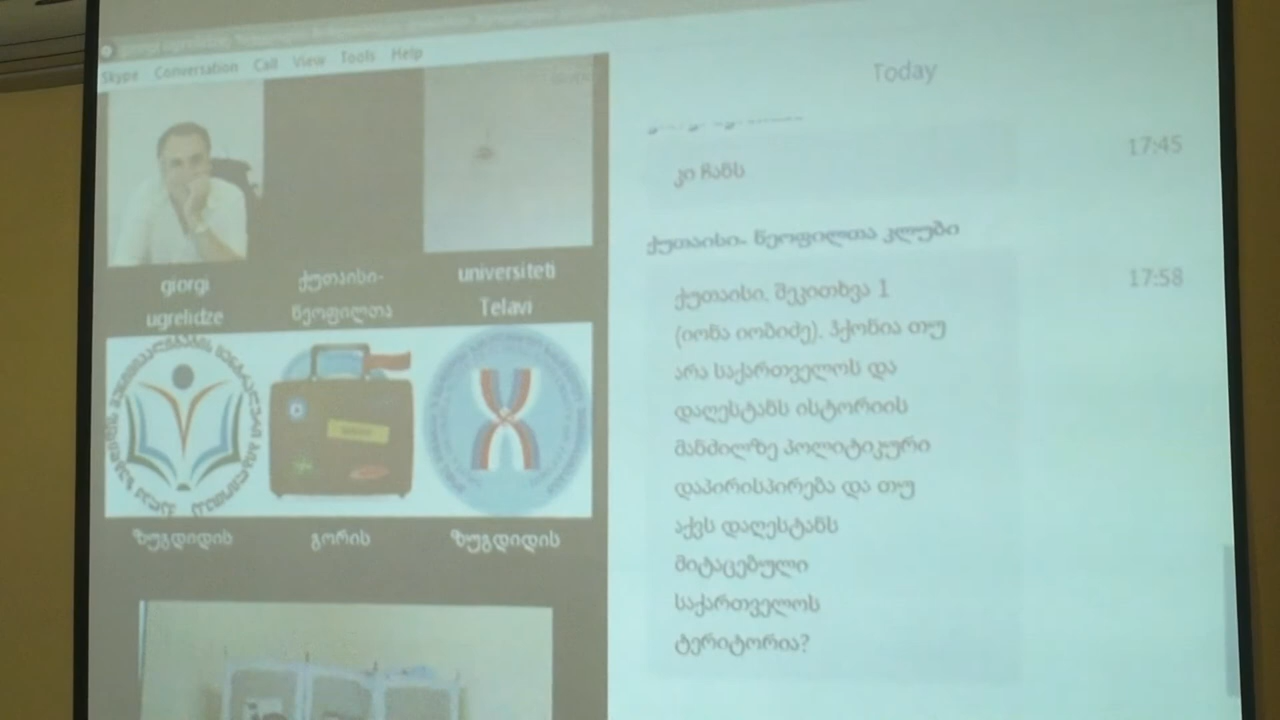 Skype Conversation Call View Tools Help
Today
17:45
კი ჩანს
ქუთაისი- წეოფილთა კლუბი
17:58
ქუთაისი. შეკითხვა 1
(იონა იობიძე). ჰქონია თუ
არა საქართველოს და
დაღესტანს ისტორიის
მანძილზე პოლიტიკური
დაპირისპირება და თუ
აქვს დაღესტანს
მიტაცებული
საქართველოს
ტერიტორია?
giorgi
ugrelidze
ქუთაისი-
წეოფილთა
universiteti
Telavi
ზუგდიდის
გორის
ზუგდიდის